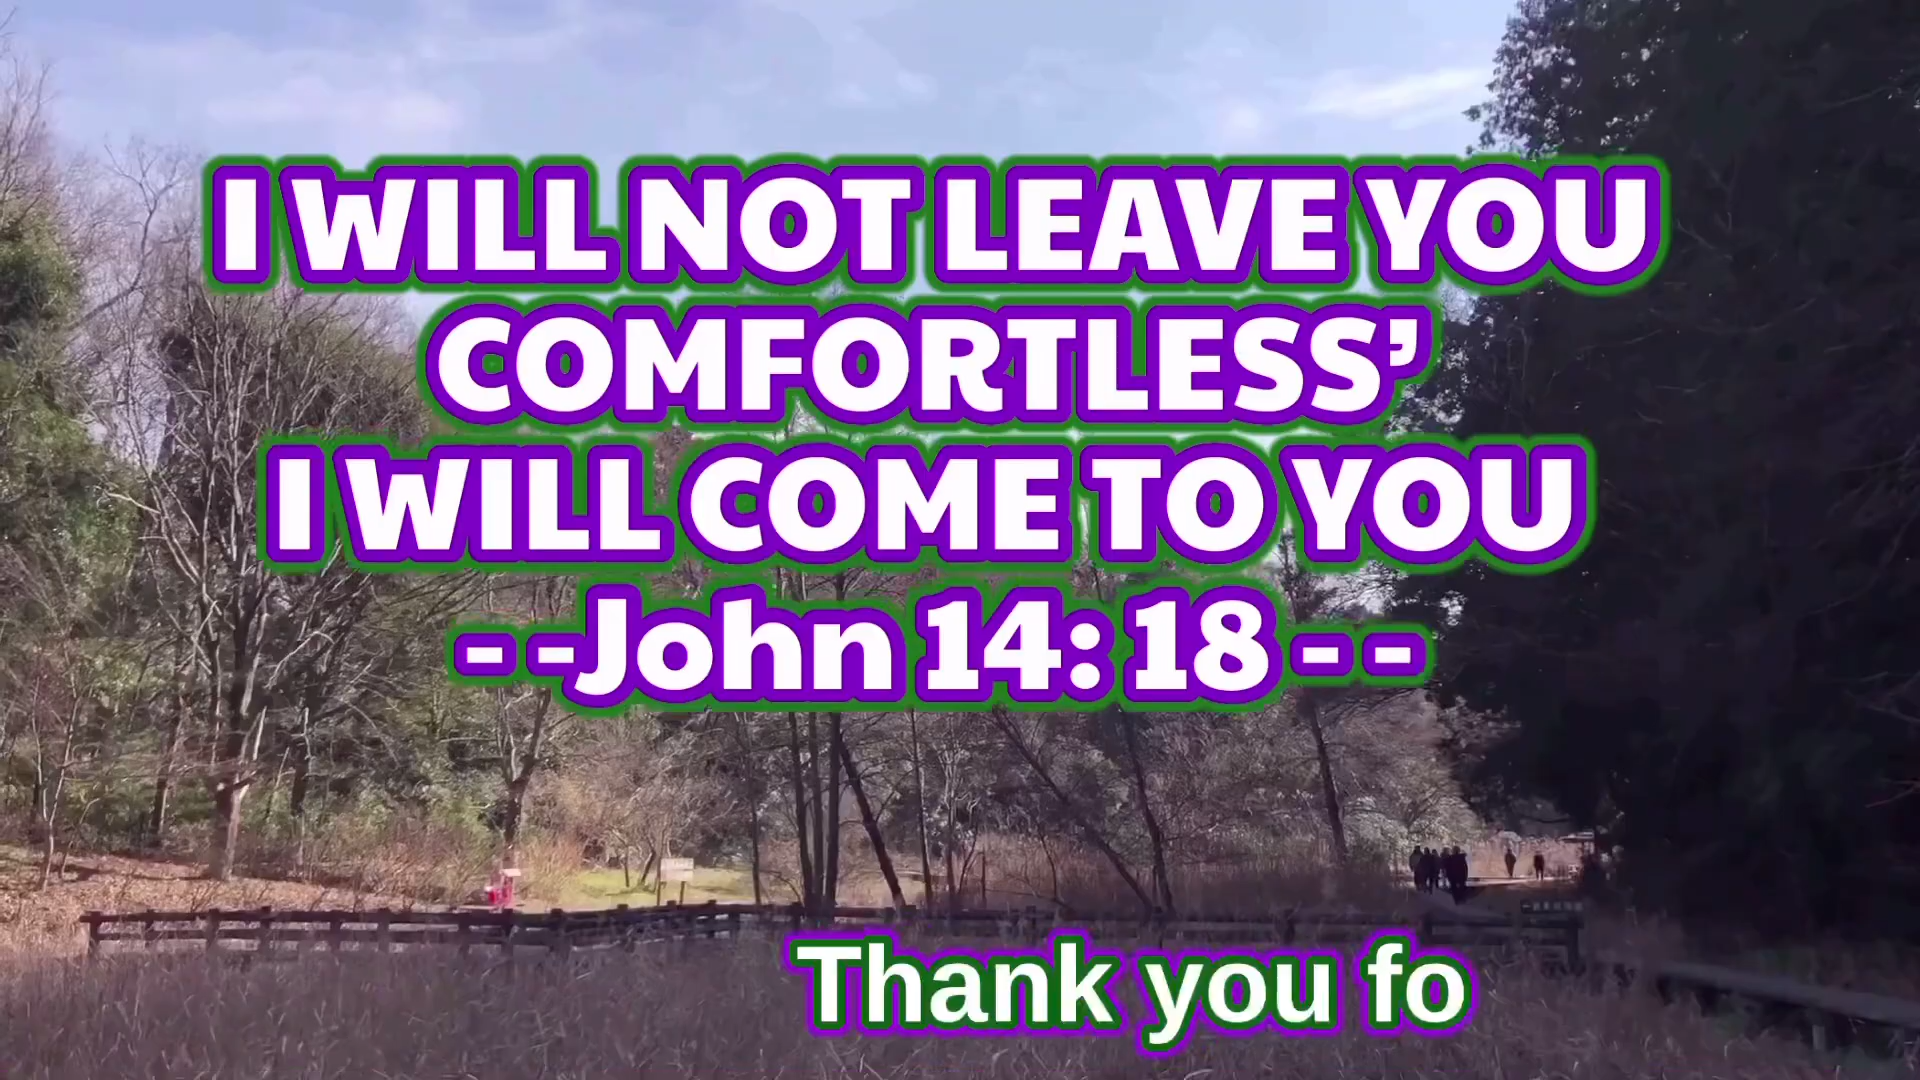 I WILL NOT LEAVE YOU
COMFORTLESS’
I WILL COME TO YOU
- -John 14: 18 - -
Thank you fo